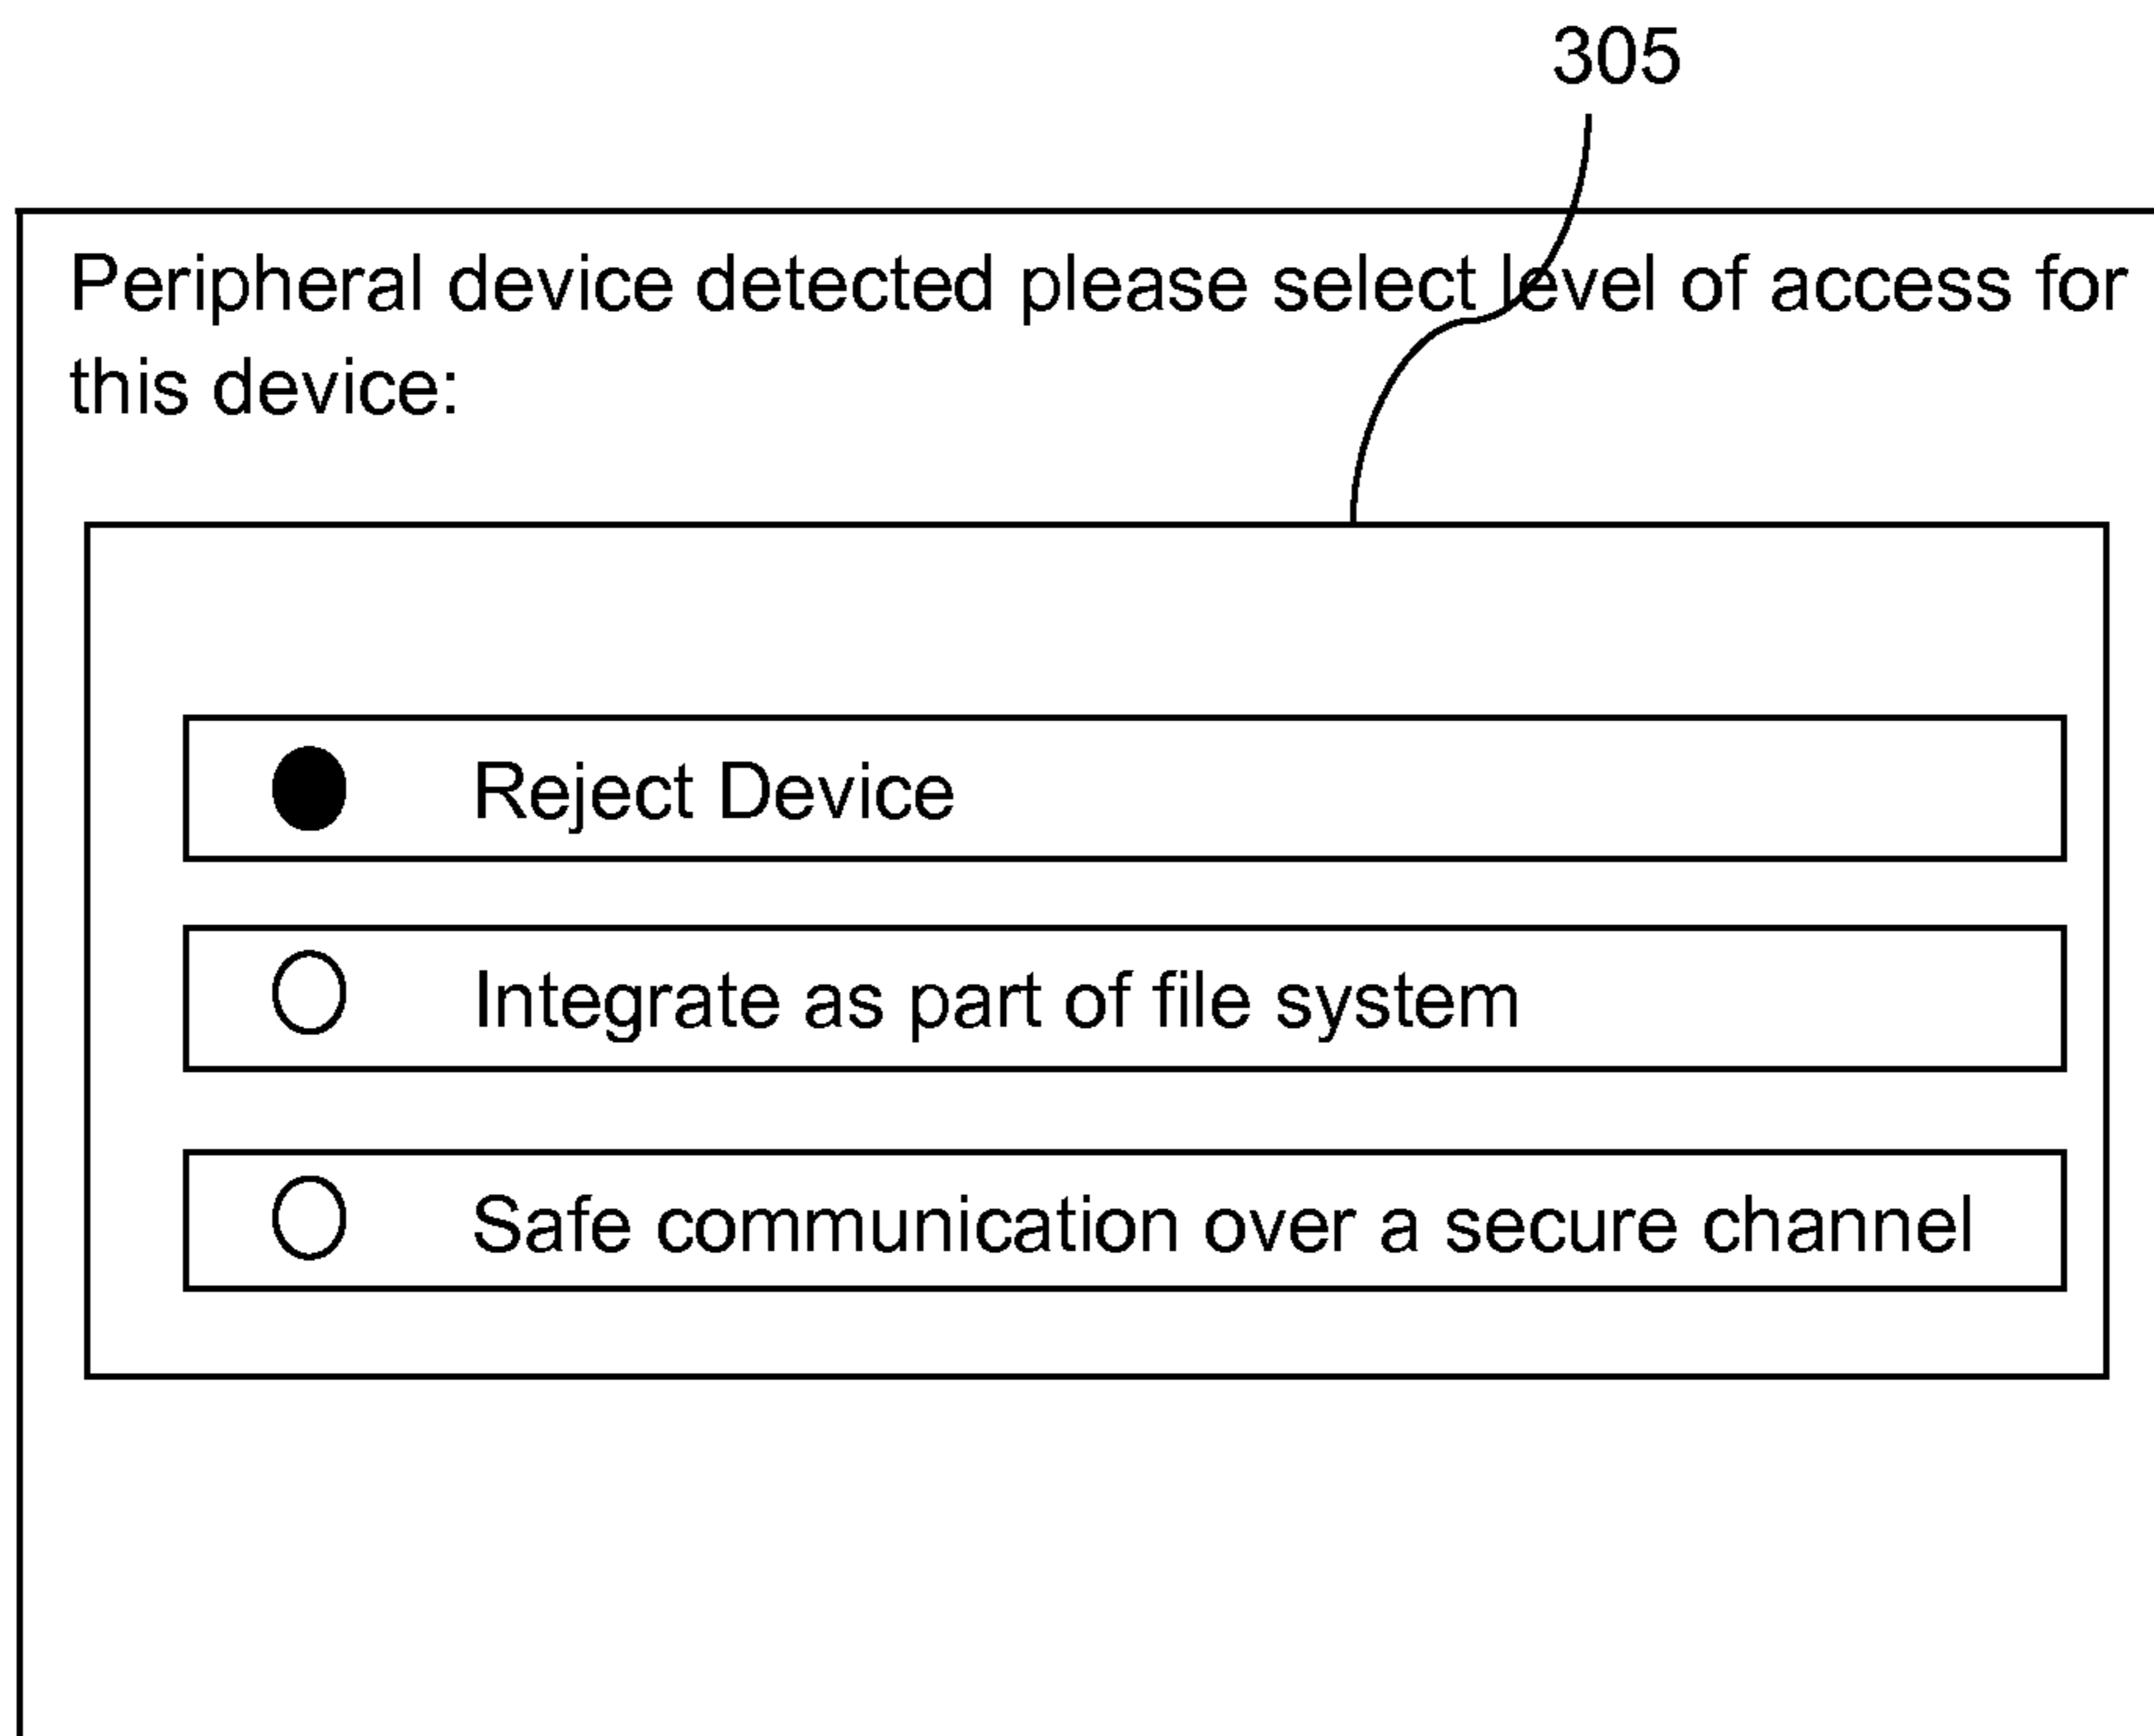 305
Peripheral device detected please select level of access for
this device:
Reject Device
Integrate as part of file system
Safe communication over a secure channel